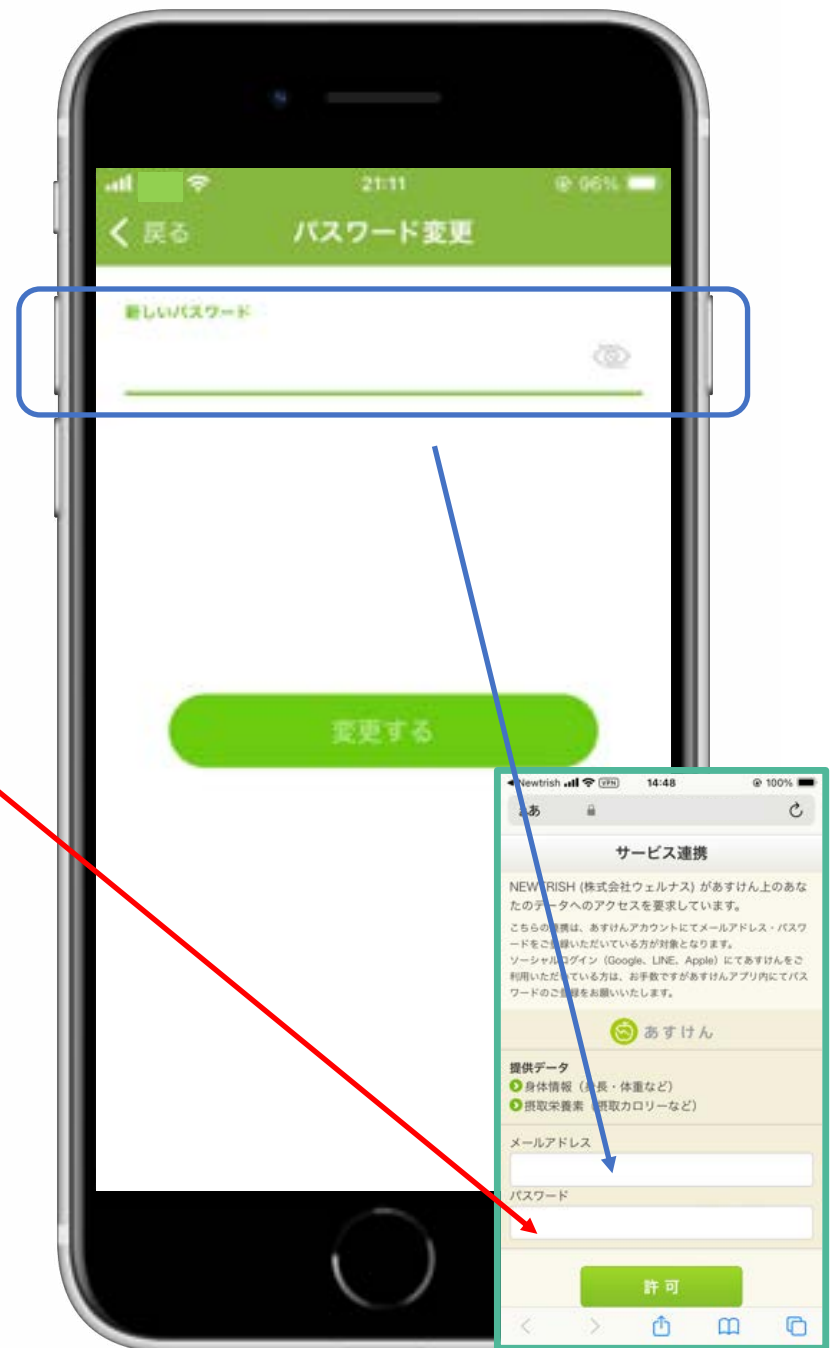 21:11
96%
戻る
パスワード変更
新しいパスワード
変更する
Newtrish
VPN
14:48
100%
ああ
サービス連携
NEWTRISH (株式会社ウェルナス) があすけん上のあな
たのデータへのアクセスを要求しています。
こちらの連携は、あすけんアカウントにてメールアドレス・パスワ
ードをご登録いただいている方が対象となります。
ソーシャルログイン（Google、LINE、Apple）にてあすけんをご
利用いただいている方は、お手数ですがあすけんアプリ内にてパス
ワードのご登録をお願いいたします。
あすけん
提供データ
身体情報（身長・体重など）
摂取栄養素（摂取カロリーなど）
メールアドレス
パスワード
許可